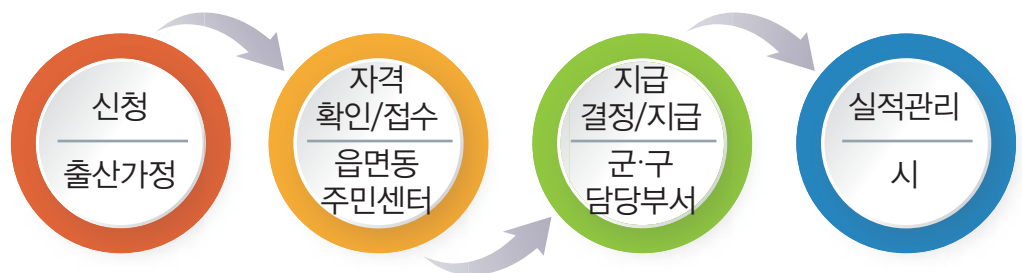 신청
출산가정
자격
확인/접수
읍면동
주민센터
지급
결정/지급
군·구
담당부서
실적관리
시